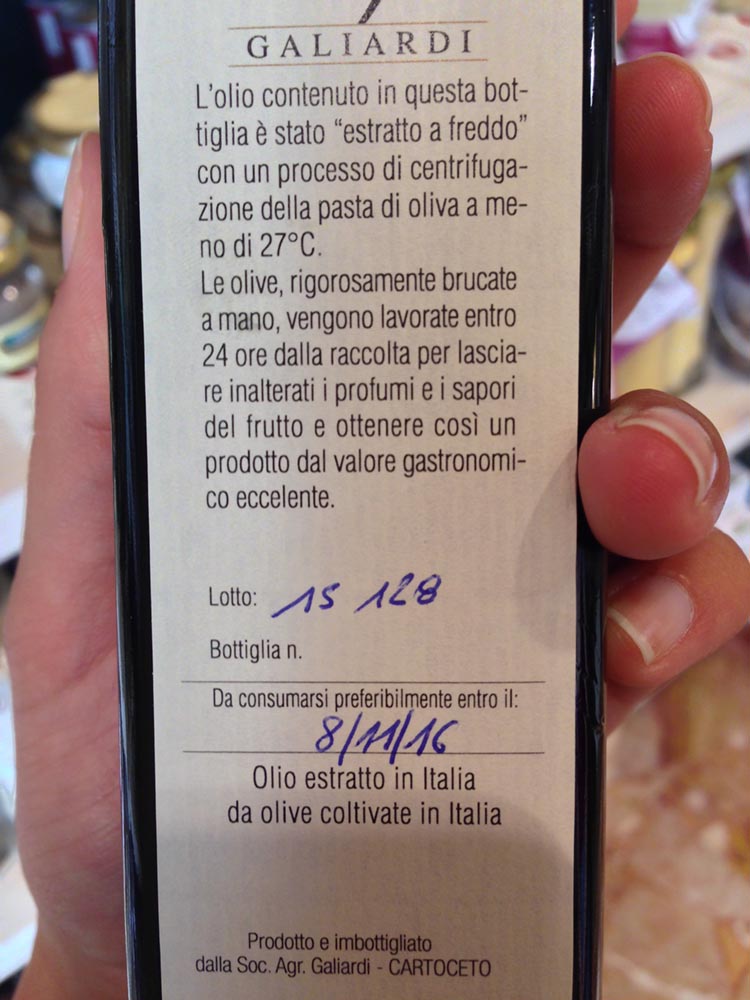 GALIARDI
L'olio contenuto in questa bot-
tiglia è stato "estratto a freddo"
con un processo di centrifuga-
zione della pasta di oliva a me-
no di 27°C.
Le olive, rigorosamente brucate
a mano, vengono lavorate entro
24 ore dalla raccolta per lascia-
re inalterati i profumi e i sapori
del frutto e ottenere così un
prodotto dal valore gastronomi-
co eccelente.
Lotto: 15 128
Bottiglia n.
Da consumarsi preferibilmente entro il:
8/11/16
Olio estratto in Italia
da olive coltivate in Italia
Prodotto e imbottigliato
dalla Soc. Agr. Galiardi - CARTOCETO